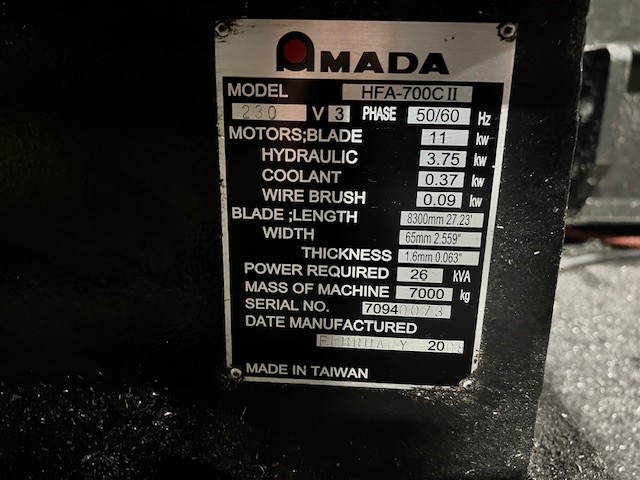 AMADA
MODEL HFA-700C II
230 V 3 PHASE 50/60 Hz
MOTORS;BLADE 11 kw
HYDRAULIC 3.75 kw
COOLANT 0.37 kw
WIRE BRUSH 0.09 kw
BLADE ;LENGTH 8300mm 27.23'
WIDTH 65mm 2.559"
THICKNESS 1.6mm 0.063"
POWER REQUIRED 26 kVA
MASS OF MACHINE 7000 kg
SERIAL NO. 70940073
DATE MANUFACTURED
FEBRUARY 2008
MADE IN TAIWAN